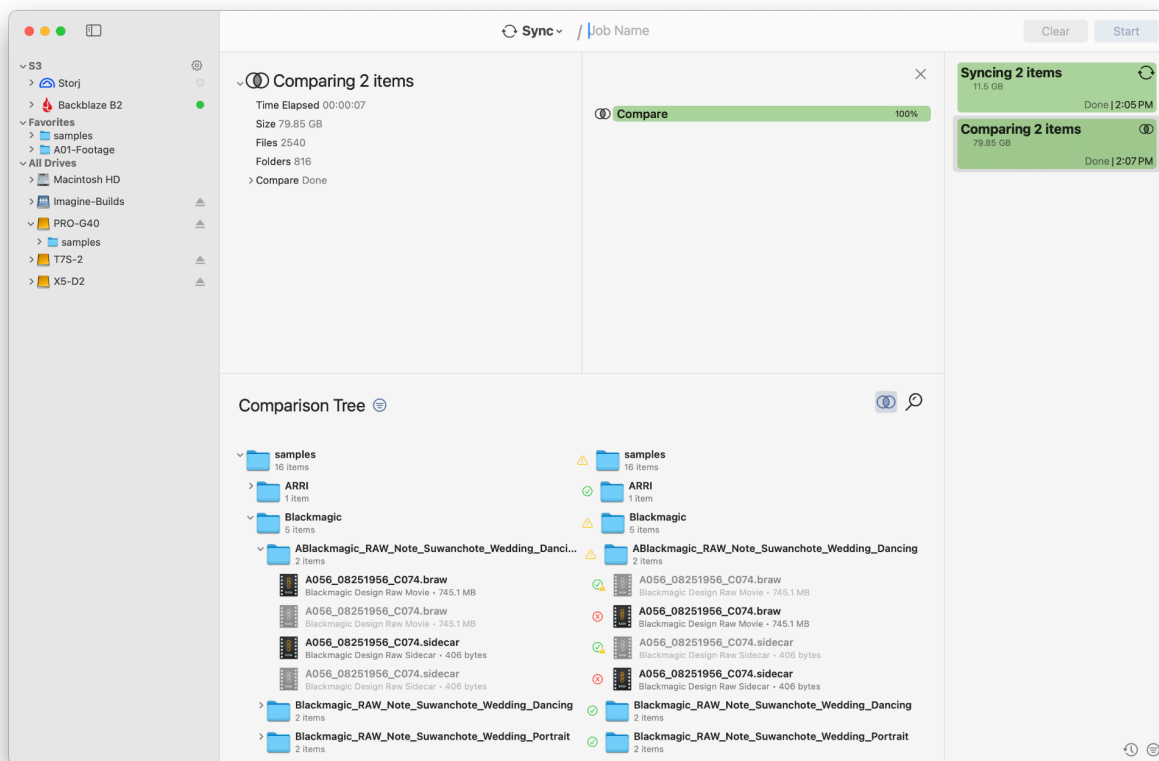 Sync
/
Job Name
Clear
Start
S3
Storj
Backblaze B2
Favorites
samples
A01-Footage
All Drives
Macintosh HD
Imagine-Builds
PRO-G40
samples
T7S-2
X5-D2
Comparing 2 items
Time Elapsed 00:00:07
Size 79.85 GB
Files 2540
Folders 816
Compare Done
Compare 100%
Syncing 2 items
11.5 GB
Done | 2:05 PM
Comparing 2 items
79.85 GB
Done | 2:07 PM
Comparison Tree
samples
16 items
samples
16 items
ARRI
1 item
ARRI
1 item
Blackmagic
5 items
Blackmagic
5 items
ABlackmagic_RAW_Note_Suwanchote_Wedding_Danci...
2 items
ABlackmagic_RAW_Note_Suwanchote_Wedding_Dancing
2 items
A056_08251956_C074.braw
Blackmagic Design Raw Movie • 745.1 MB
A056_08251956_C074.braw
Blackmagic Design Raw Movie • 745.1 MB
A056_08251956_C074.braw
Blackmagic Design Raw Movie • 745.1 MB
A056_08251956_C074.braw
Blackmagic Design Raw Movie • 745.1 MB
A056_08251956_C074.sidecar
Blackmagic Design Raw Sidecar • 406 bytes
A056_08251956_C074.sidecar
Blackmagic Design Raw Sidecar • 406 bytes
A056_08251956_C074.sidecar
Blackmagic Design Raw Sidecar • 406 bytes
A056_08251956_C074.sidecar
Blackmagic Design Raw Sidecar • 406 bytes
Blackmagic_RAW_Note_Suwanchote_Wedding_Dancing
2 items
Blackmagic_RAW_Note_Suwanchote_Wedding_Dancing
2 items
Blackmagic_RAW_Note_Suwanchote_Wedding_Portrait
2 items
Blackmagic_RAW_Note_Suwanchote_Wedding_Portrait
2 items